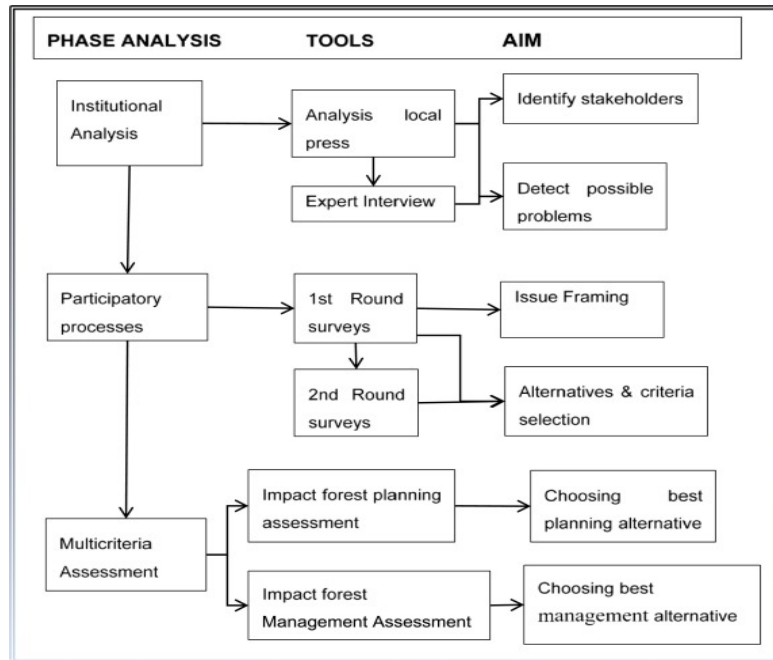 PHASE ANALYSIS TOOLS AIM
Institutional
Analysis
Analysis local
press
Expert Interview
Identify stakeholders
Detect possible
problems
Participatory
processes
1st Round
surveys
2nd Round
surveys
Issue Framing
Alternatives & criteria
selection
Multicriteria
Assessment
Impact forest planning
assessment
Impact forest
Management Assessment
Choosing best
planning alternative
Choosing best
management alternative